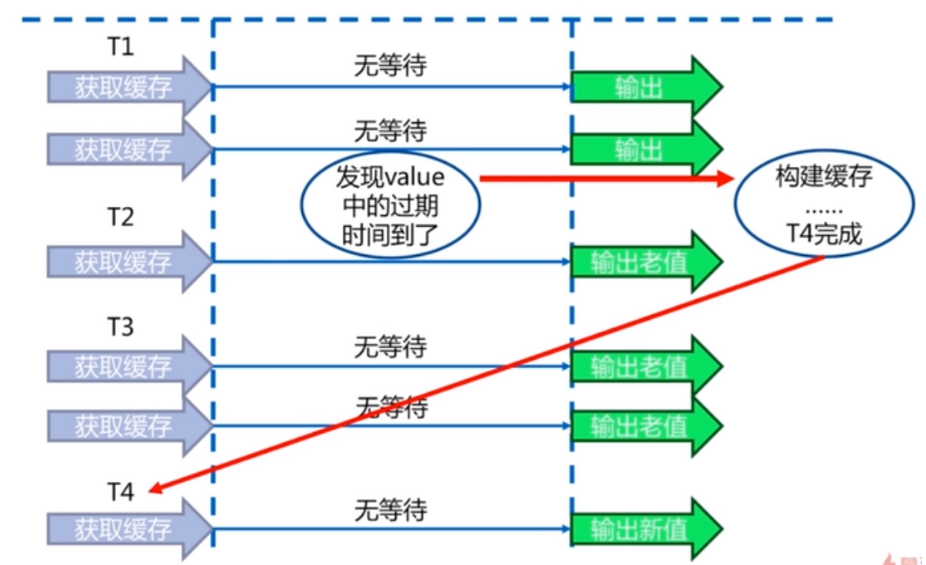 T1
获取缓存
无等待
输出
获取缓存
无等待
输出
发现value
中的过期
时间到了
构建缓存
......
T4完成
T2
获取缓存
输出老值
T3
获取缓存
无等待
输出老值
获取缓存
无等待
输出老值
T4
获取缓存
无等待
输出新值